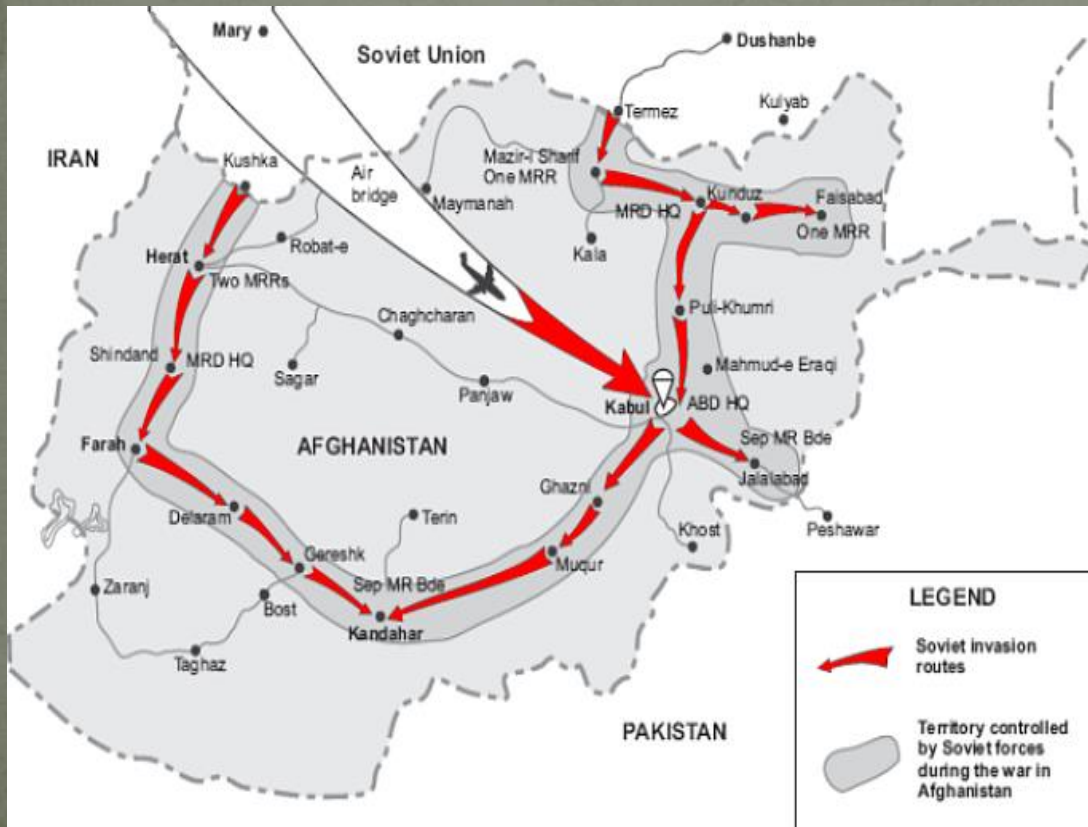 Mary
Soviet Union
Dushanbe
Termez
Kulyab
IRAN
Kushka
Air
bridge
Maymanah
Mazir-i Sharif
One MRR
Kunduz
MRD HQ
Faisabad
One MRR
Kala
Robat-e
Herat
Two MRRs
Chaghcharan
Puli-Khumri
Shindand
MRD HQ
Sagar
Panjaw
Mahmud-e Eraqi
Kabul
ABD HQ
Farah
AFGHANISTAN
Sep MR Bde
Jalalabad
Ghazni
Delaram
Terin
Khost
Peshawar
Gereshk
Muqur
Sep MR Bde
Zaranj
Bost
Kandahar
Taghaz
PAKISTAN
LEGEND
Soviet invasion
routes
Territory controlled
by Soviet forces
during the war in
Afghanistan